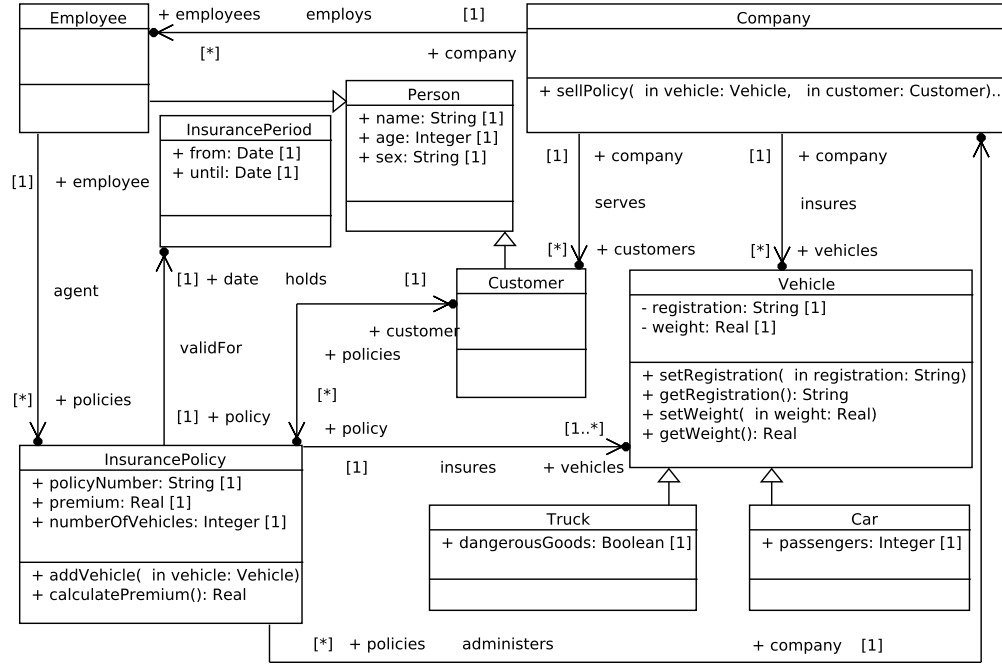 Employee
+ employees employs [1]
[*] + company
Company
+ sellPolicy( in vehicle: Vehicle, in customer: Customer)...
Person
+ name: String [1]
+ age: Integer [1]
+ sex: String [1]
InsurancePeriod
+ from: Date [1]
+ until: Date [1]
[1] + employee
agent
[*] + policies
[1] + company
serves
[*] + customers
[1] + company
insures
[*] + vehicles
[1] + date holds [1]
+ customer
validFor
+ policies
[*]
[1] + policy
Customer
Vehicle
- registration: String [1]
- weight: Real [1]
+ setRegistration( in registration: String)
+ getRegistration(): String
+ setWeight( in weight: Real)
+ getWeight(): Real
+ policy [1..*]
[1] insures + vehicles
InsurancePolicy
+ policyNumber: String [1]
+ premium: Real [1]
+ numberOfVehicles: Integer [1]
+ addVehicle( in vehicle: Vehicle)
+ calculatePremium(): Real
Truck
+ dangerousGoods: Boolean [1]
Car
+ passengers: Integer [1]
[*] + policies administers + company [1]